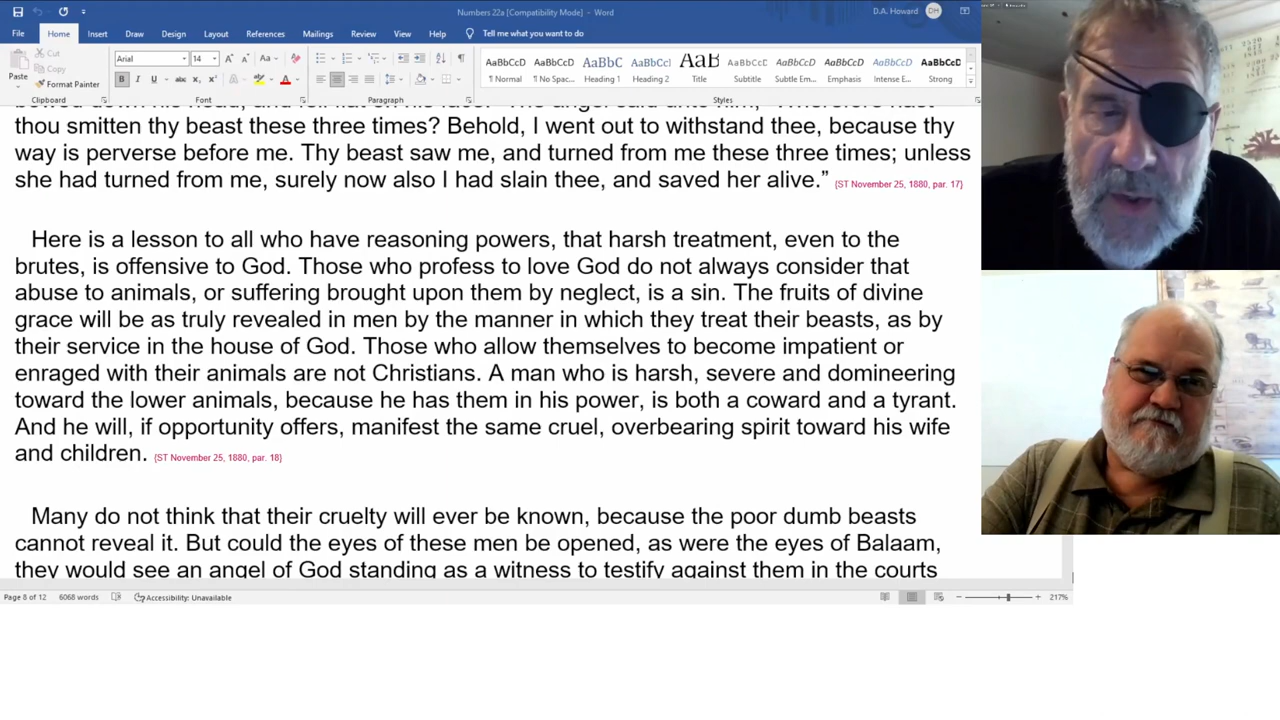 Numbers 22a [Compatibility Mode] - Word
D.A. Howard
DH
File Home Insert Draw Design Layout References Mailings Review View Help Tell me what you want to do
Paste
Cut
Copy
Format Painter
Arial 14
Clipboard Font Paragraph Styles
AaBbCcD AaBbCcD AaBbC AaBbCc AaB AaBbCcD AaBbCcD AaBbCcD AaBbCcD AaBbCcD
¶ Normal ¶ No Spac... Heading 1 Heading 2 Title Subtitle Subtle Em... Emphasis Intense E... Strong
thou smitten thy beast these three times? Behold, I went out to withstand thee, because thy
way is perverse before me. Thy beast saw me, and turned from me these three times; unless
she had turned from me, surely now also I had slain thee, and saved her alive.” {ST November 25, 1880, par. 17}
Here is a lesson to all who have reasoning powers, that harsh treatment, even to the
brutes, is offensive to God. Those who profess to love God do not always consider that
abuse to animals, or suffering brought upon them by neglect, is a sin. The fruits of divine
grace will be as truly revealed in men by the manner in which they treat their beasts, as by
their service in the house of God. Those who allow themselves to become impatient or
enraged with their animals are not Christians. A man who is harsh, severe and domineering
toward the lower animals, because he has them in his power, is both a coward and a tyrant.
And he will, if opportunity offers, manifest the same cruel, overbearing spirit toward his wife
and children. {ST November 25, 1880, par. 18}
Many do not think that their cruelty will ever be known, because the poor dumb beasts
cannot reveal it. But could the eyes of these men be opened, as were the eyes of Balaam,
they would see an angel of God standing as a witness to testify against them in the courts
Page 8 of 12 6068 words Accessibility: Unavailable 217%